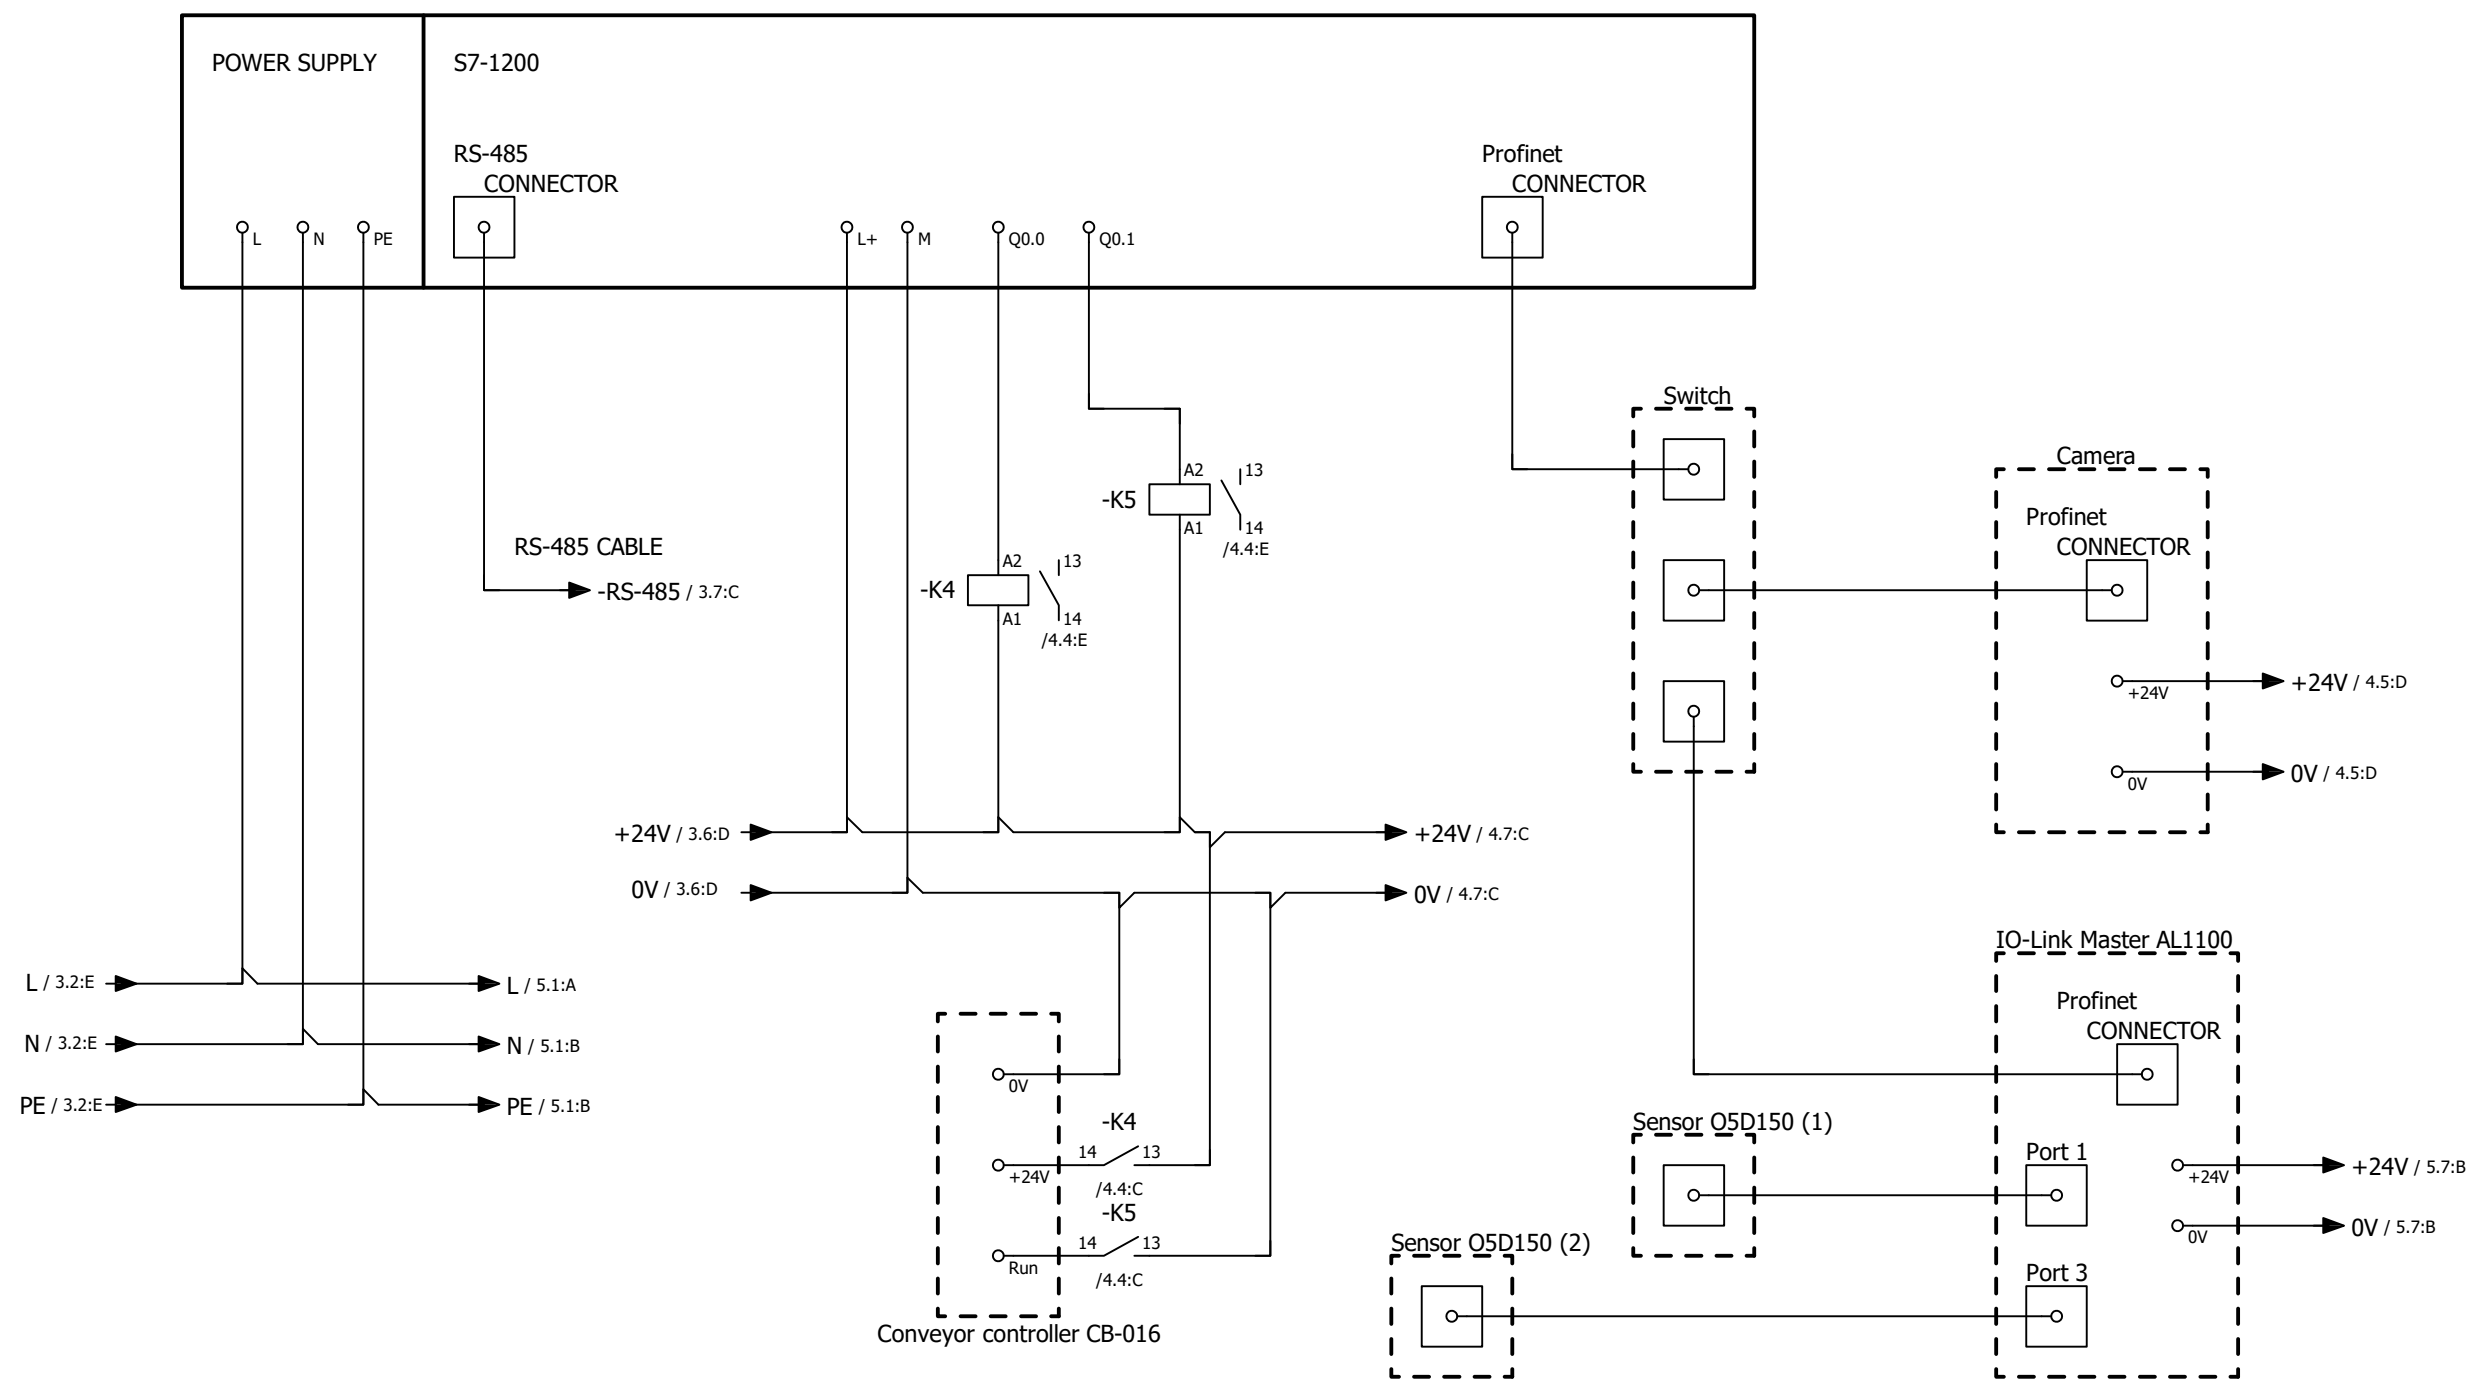 POWER SUPPLY
S7-1200
RS-485
CONNECTOR
Profinet
CONNECTOR
L
N
PE
L+
M
Q0.0
Q0.1
Switch
Camera
Profinet
CONNECTOR
+24V
+24V / 4.5:D
0V
0V / 4.5:D
-K5
A2
A1
13
14
/4.4:E
RS-485 CABLE
-RS-485 / 3.7:C
-K4
A2
A1
13
14
/4.4:E
+24V / 3.6:D
+24V / 4.7:C
0V / 3.6:D
0V / 4.7:C
L / 3.2:E
L / 5.1:A
N / 3.2:E
N / 5.1:B
PE / 3.2:E
PE / 5.1:B
0V
-K4
14
13
+24V
/4.4:C
-K5
14
13
Run
/4.4:C
Conveyor controller CB-016
IO-Link Master AL1100
Profinet
CONNECTOR
Sensor O5D150 (1)
Port 1
+24V
+24V / 5.7:B
0V
0V / 5.7:B
Sensor O5D150 (2)
Port 3